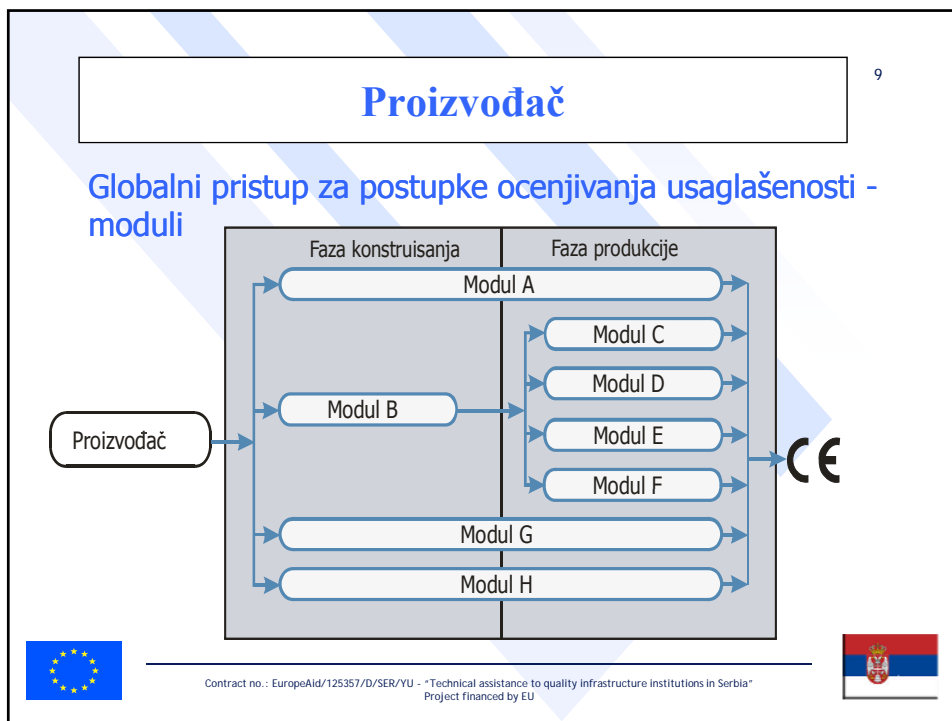 9
Proizvođač
Globalni pristup za postupke ocenjivanja usaglašenosti -
moduli
Faza konstruisanja
Faza produkcije
Modul A
Modul C
Modul D
Modul B
Modul E
Proizvođač
Modul F
CE
Modul G
Modul H
Contract no.: EuropeAid/125357/D/SER/YU - "Technical assistance to quality infrastructure institutions in Serbia"
Project financed by EU